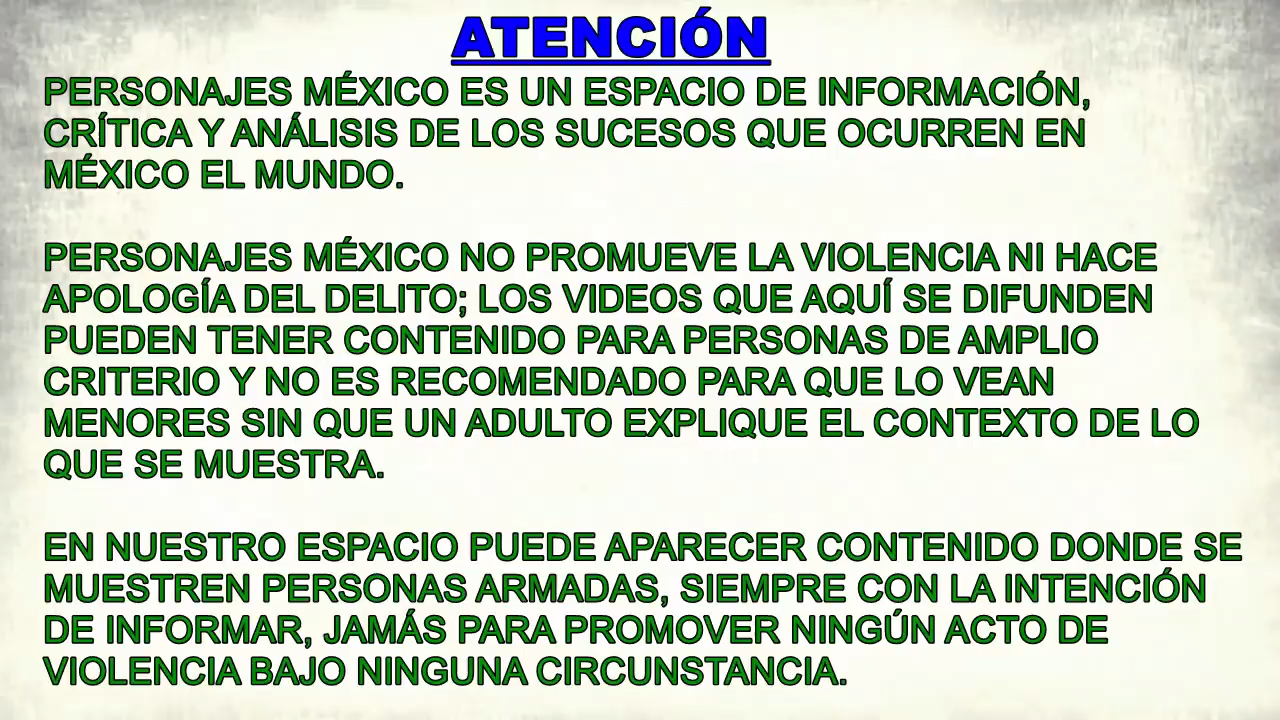 ATENCIÓN
PERSONAJES MÉXICO ES UN ESPACIO DE INFORMACIÓN,
CRÍTICA Y ANÁLISIS DE LOS SUCESOS QUE OCURREN EN
MÉXICO EL MUNDO.
PERSONAJES MÉXICO NO PROMUEVE LA VIOLENCIA NI HACE
APOLOGÍA DEL DELITO; LOS VIDEOS QUE AQUÍ SE DIFUNDEN
PUEDEN TENER CONTENIDO PARA PERSONAS DE AMPLIO
CRITERIO Y NO ES RECOMENDADO PARA QUE LO VEAN
MENORES SIN QUE UN ADULTO EXPLIQUE EL CONTEXTO DE LO
QUE SE MUESTRA.
EN NUESTRO ESPACIO PUEDE APARECER CONTENIDO DONDE SE
MUESTREN PERSONAS ARMADAS, SIEMPRE CON LA INTENCIÓN
DE INFORMAR, JAMÁS PARA PROMOVER NINGÚN ACTO DE
VIOLENCIA BAJO NINGUNA CIRCUNSTANCIA.